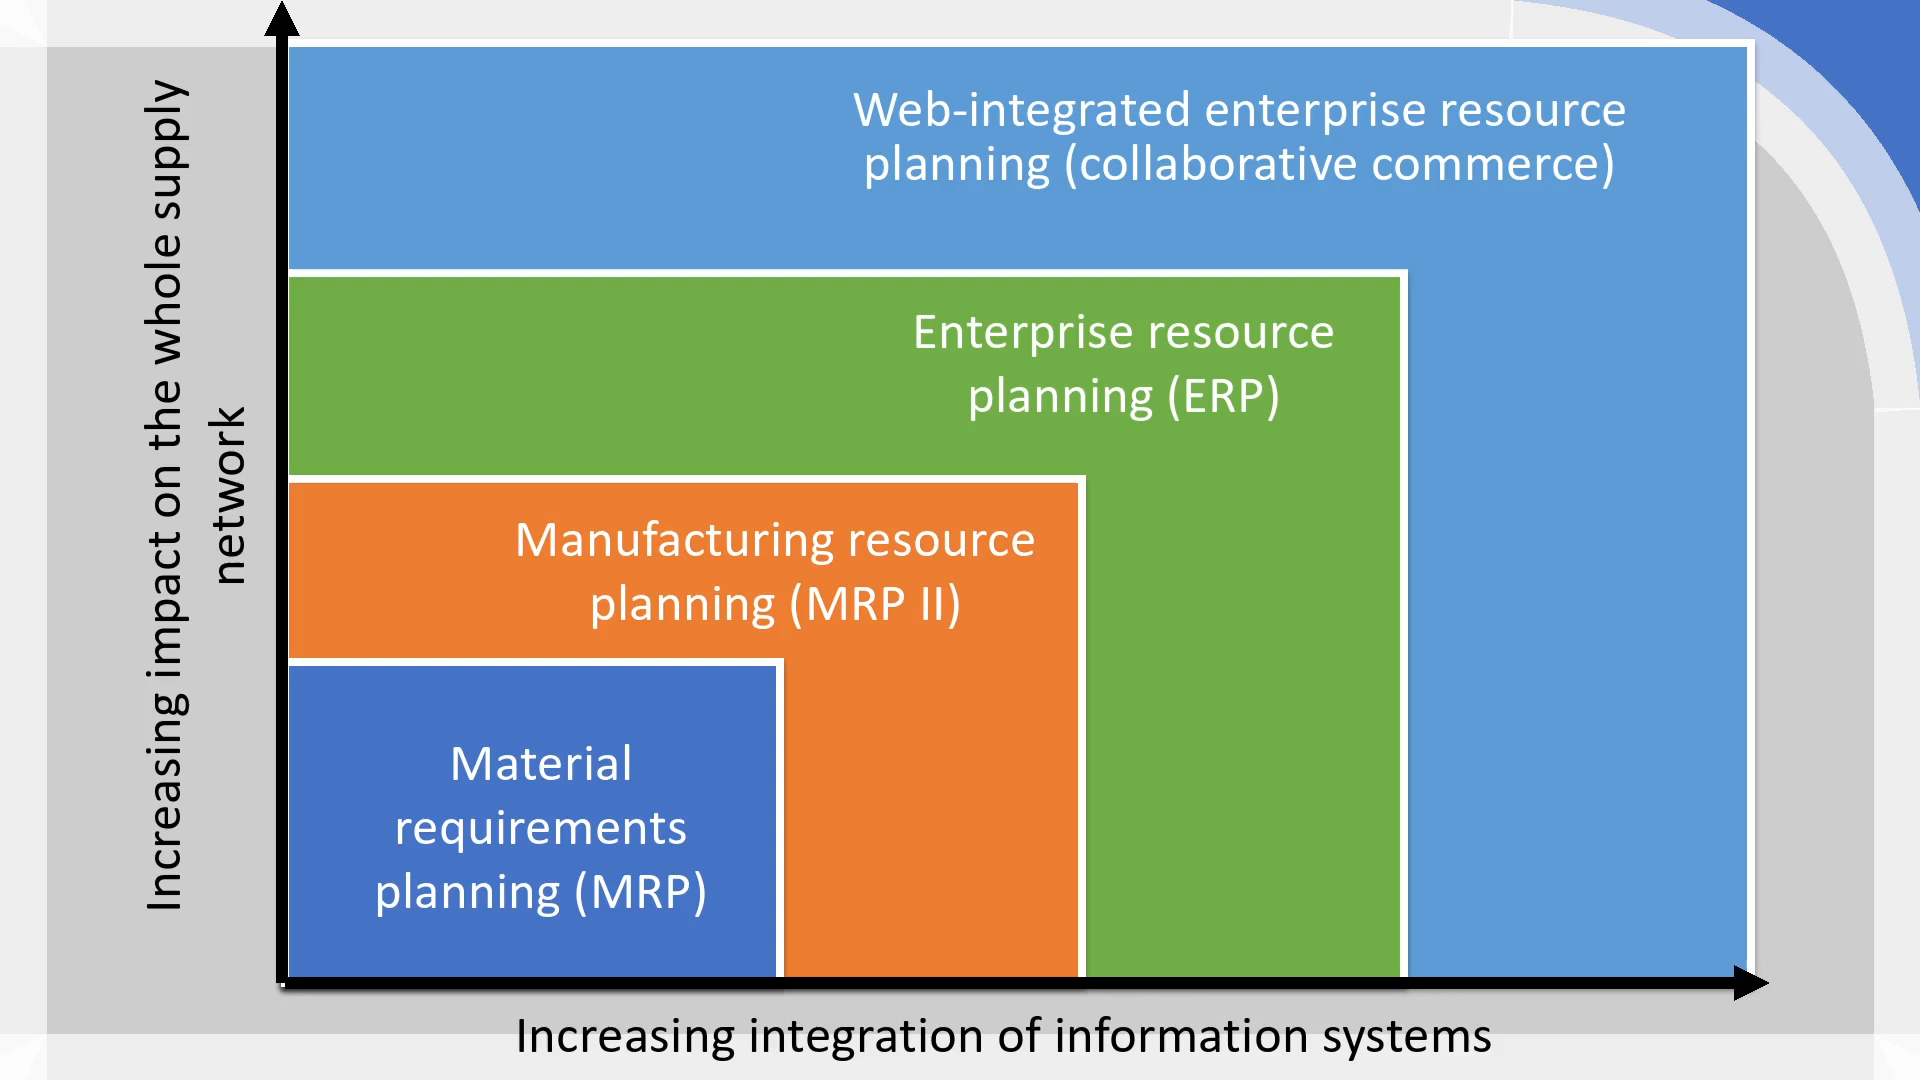 Increasing impact on the whole supply
network
Web-integrated enterprise resource
planning (collaborative commerce)
Enterprise resource
planning (ERP)
Manufacturing resource
planning (MRP II)
Material
requirements
planning (MRP)
Increasing integration of information systems